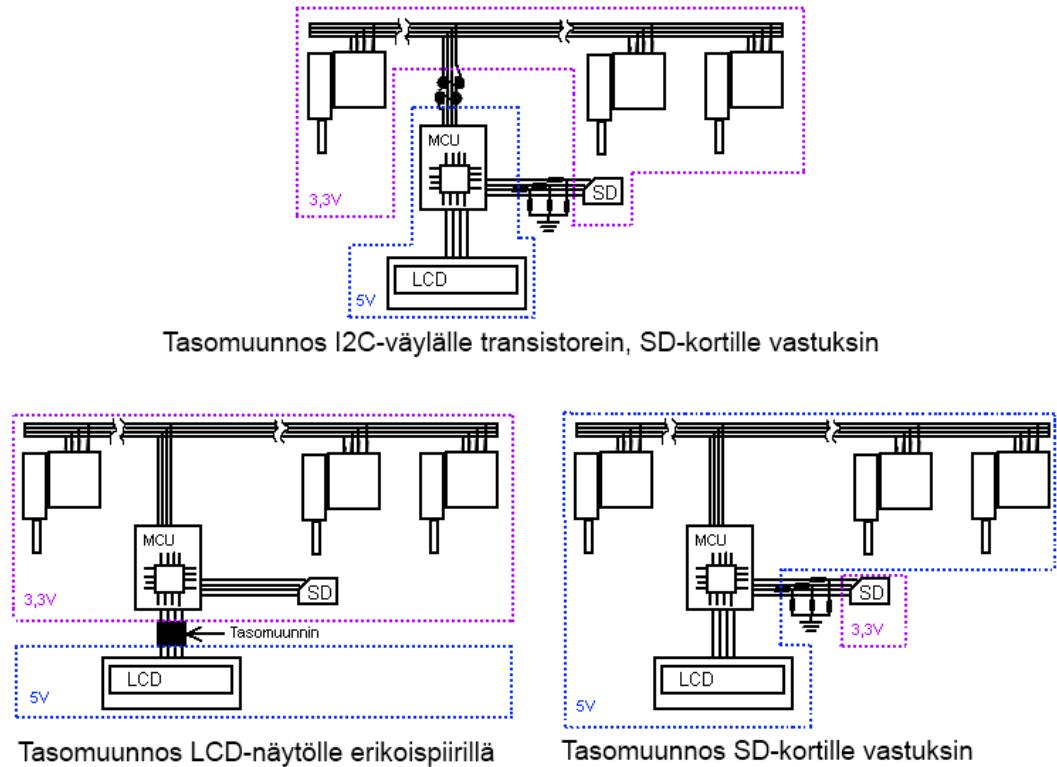 MCU
3,3V
SD
LCD
5V
Tasomuunnos I2C-väylälle transistorein, SD-kortille vastuksin
MCU
3,3V
SD
Tasomuunnin
LCD
5V
Tasomuunnos LCD-näytölle erikoispiirillä
MCU
SD
3,3V
LCD
5V
Tasomuunnos SD-kortille vastuksin